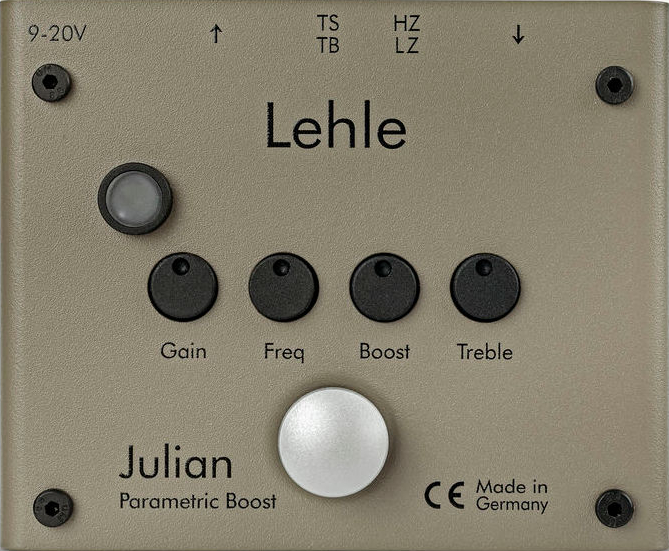 9-20V ↑ TS HZ ↓
TB LZ
Lehle
Gain Freq Boost Treble
Julian
Parametric Boost
CE Made in
Germany